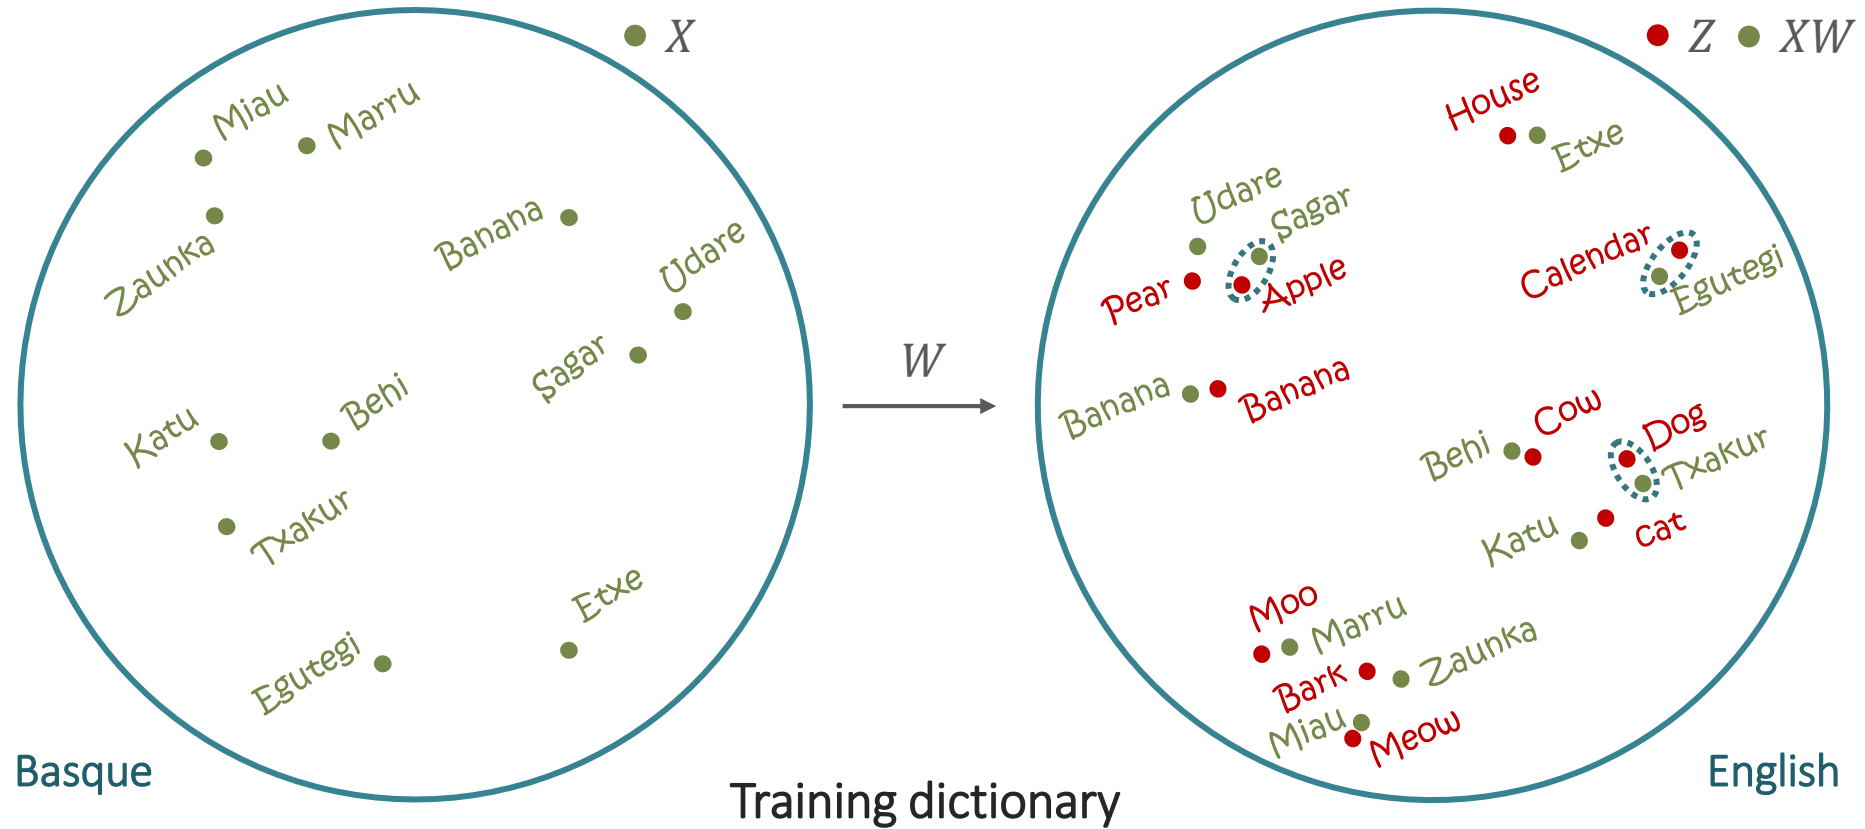 X
Miau
Marru
Zaunka
Banana
Udare
Sagar
Katu
Behi
Txakur
Etxe
Egutegi
Basque
W
Z
XW
House
Etxe
Udare
Sagar
Pear
Apple
Calendar
Egutegi
Banana
Banana
Behi
Cow
Dog
Txakur
Katu
cat
Moo
Marru
Bark
Zaunka
Miau
Meow
English
Training dictionary